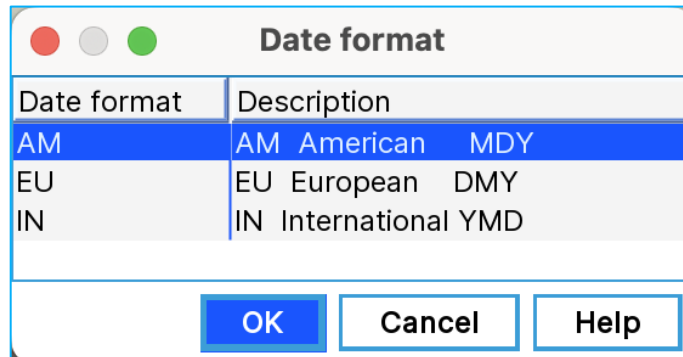 Date format
Date format Description
AM AM American MDY
EU EU European DMY
IN IN International YMD
OK Cancel Help